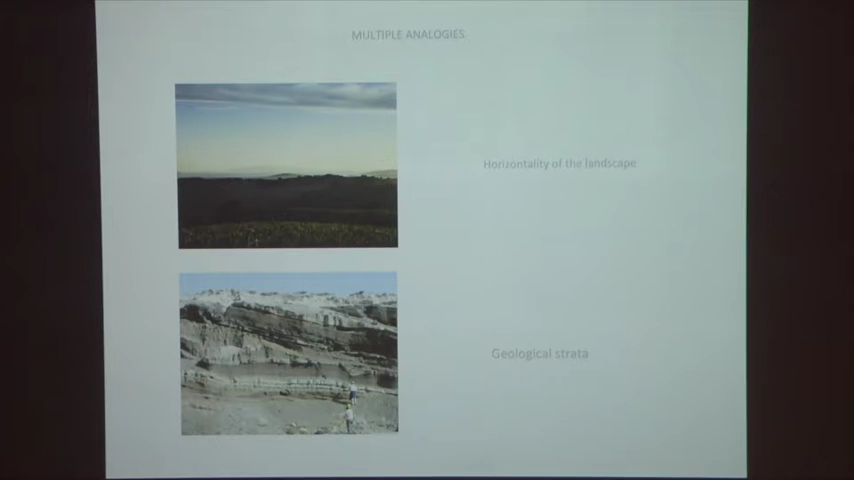 MULTIPLE ANALOGIES
Horizontality of the landscape
Geological strata